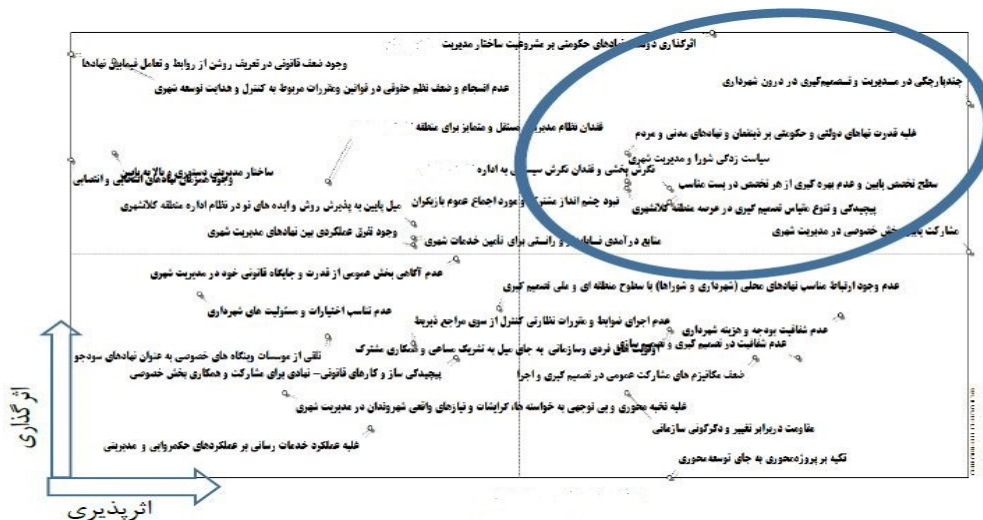 اثرگذاری دولت نهادهای حکومتی بر مشروعیت ساختار مدیریت
وجود ضعف قانونی در تعریف روشن از روابط و تعامل فیمابین نهادها
چندپارچگی در مدیریت و تصمیم‌گیری در درون شهرداری
عدم انسجام و ضعف نظم حقوقی در قوانین ومقررات مربوط به کنترل و هدایت توسعه شهری
فقدان نظام مدیریت مستقل و متمایز برای منطقه
غلبه قدرت نهاهای دولتی و حکومتی بر ذینفعان و نهادهای مدنی و مردم
سیاست زدگی شورا و مدیریت شهری
نگرش بخشی و فقدان نگرش به اداره
ساختار مدیریتی دستوری و بالا به پایین
وجود همزمان نهادهای انتخابی و انتصابی
سطح تخصص پایین و عدم بهره گیری از هر تخصص در پست مناسب
نبود چشم انداز مشترک و مورد اجماع عموم بازیگران
میل پایین به پذیرش روش و ایده های نو در نظام اداره منطقه کلانشهری
پیچیدگی و تنوع مقیاس تصمیم گیری در عرصه منطقه کلانشهری
مشارکت پایین بخش خصوصی در مدیریت شهری
وجود تفرق عملکردی بین نهادهای مدیریت شهری
منابع درآمدی ناپایدار و رانتی برای تأمین خدمات شهری
عدم آگاهی بخش عمومی از قدرت و جایگاه قانونی خود در مدیریت شهری
عدم وجود ارتباط مناسب نهادهای محلی (شهرداری و شوراها) با سطوح منطقه ای و ملی تصمیم گیری
عدم تناسب اختیارات و مسئولیت های شهرداری
عدم اجرای ضوابط و مقررات نظارتی کنترل از سوی مراجع ذیربط
عدم شفافیت بودجه و هزینه شهرداری
عدم شفافیت در تصمیم گیری و تصمیم سازی
اولویت های فردی وسازمانی به جای میل به تشریک مساعی و همکاری مشترک
تلقی از موسسات وبنگاه های خصوصی به عنوان نهادهای سودجو
پیچیدگی ساز و کارهای قانونی- نهادی برای مشارکت و همکاری بخش خصوصی
ضعف مکانیزم های مشارکت عمومی در تصمیم گیری و اجرا
غلبه نخبه محوری و بی توجهی به خواسته ها، گرایشات و نیازهای واقعی شهروندان در مدیریت شهری
مقاومت دربرابر تغییر و دگرگونی سازمانی
غلبه عملکرد خدمات رسانی بر عملکردهای حکمروایی و مدیریتی
تکیه بر پروژه‌محوری به جای توسعه‌محوری
اثرگذاری
اثرپذیری